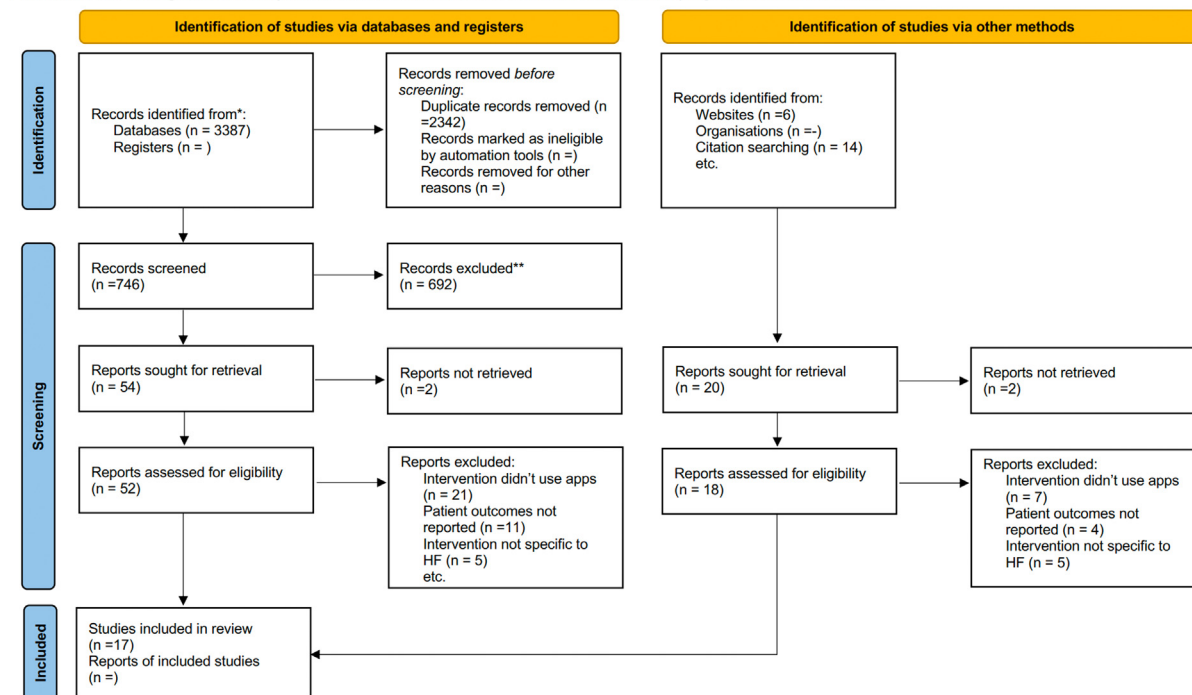 Identification of studies via databases and registers
Identification of studies via other methods
Identification
Records identified from*:
Databases (n = 3387)
Registers (n = )
Records removed before
screening:
Duplicate records removed (n
=2342)
Records marked as ineligible
by automation tools (n =)
Records removed for other
reasons (n =)
Records identified from:
Websites (n =6)
Organisations (n =-)
Citation searching (n = 14)
etc.
Screening
Records screened
(n =746)
Records excluded**
(n = 692)
Reports sought for retrieval
(n = 54)
Reports not retrieved
(n =2)
Reports sought for retrieval
(n = 20)
Reports not retrieved
(n =2)
Reports assessed for eligibility
(n = 52)
Reports excluded:
Intervention didn't use apps
(n = 21)
Patient outcomes not
reported (n =11)
Intervention not specific to
HF (n = 5)
etc.
Reports assessed for eligibility
(n = 18)
Reports excluded:
Intervention didn't use apps
(n = 7)
Patient outcomes not
reported (n = 4)
Intervention not specific to
HF (n = 5)
Included
Studies included in review
(n =17)
Reports of included studies
(n =)